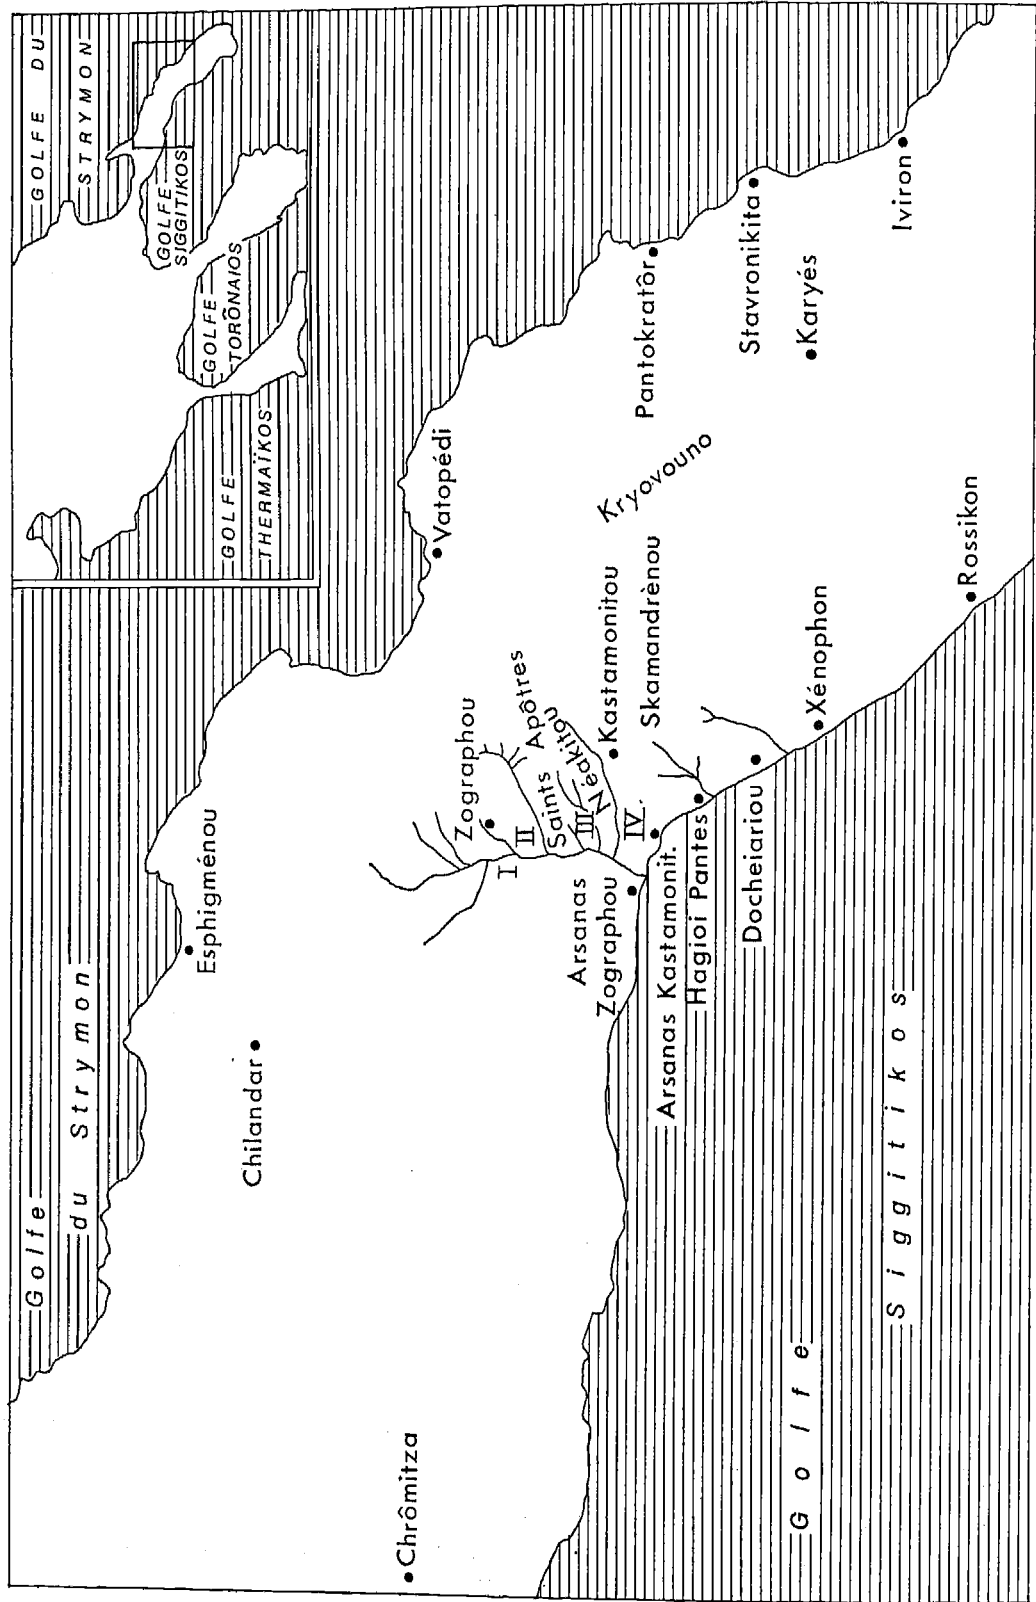 GOLFE DU
STRYMON
GOLFE
SIGGITIKOS
GOLFE
TORÔNAIOS
GOLFE
THERMAÏKOS
Golfe
du Strymon
Esphigménou
Chilandar
Chrômitza
Vatopédi
Zographou
I
II
Saints Apôtres
III
Néakitou
IV.
Kastamonitou
Skamandrènou
Kryovouno
Pantokratôr
Stavronikita
Karyés
Iviron
Arsanas
Zographou
Arsanas Kastamonit.
Hagioi Pantes
Docheiariou
Xénophon
Rossikon
Golfe
Siggitikos